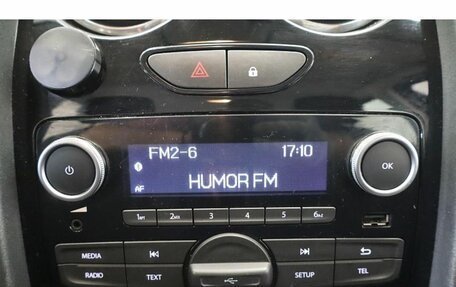 FM2-6 17:10
HUMOR FM
AF
OK
1 2 3 4 5 6
MEDIA
RADIO TEXT SETUP TEL